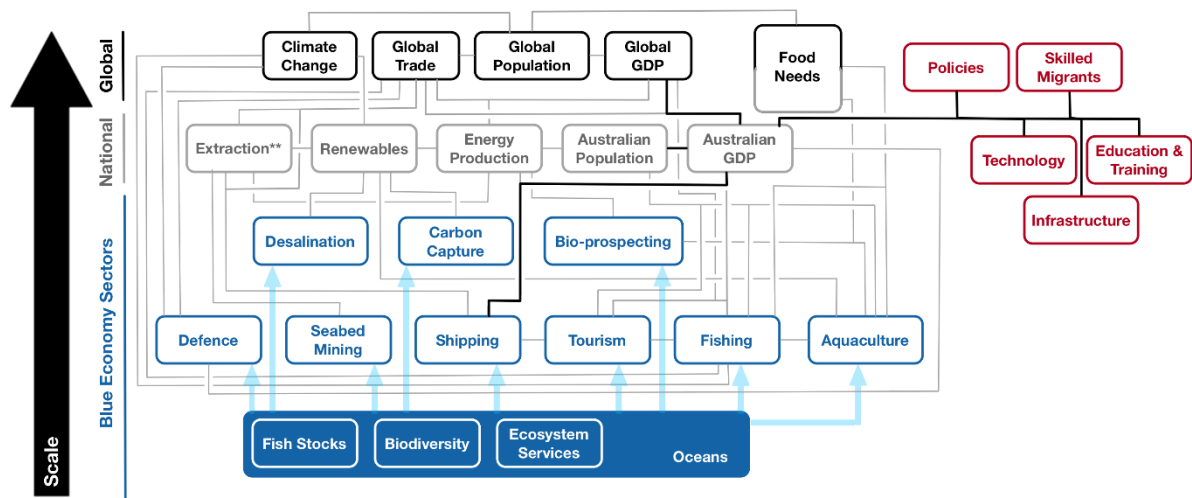 Scale
Global
National
Blue Economy Sectors
Climate
Change
Global
Trade
Global
Population
Global
GDP
Food
Needs
Policies
Skilled
Migrants
Extraction**
Renewables
Energy
Production
Australian
Population
Australian
GDP
Technology
Education &
Training
Infrastructure
Desalination
Carbon
Capture
Bio-prospecting
Defence
Seabed
Mining
Shipping
Tourism
Fishing
Aquaculture
Fish Stocks
Biodiversity
Ecosystem
Services
Oceans